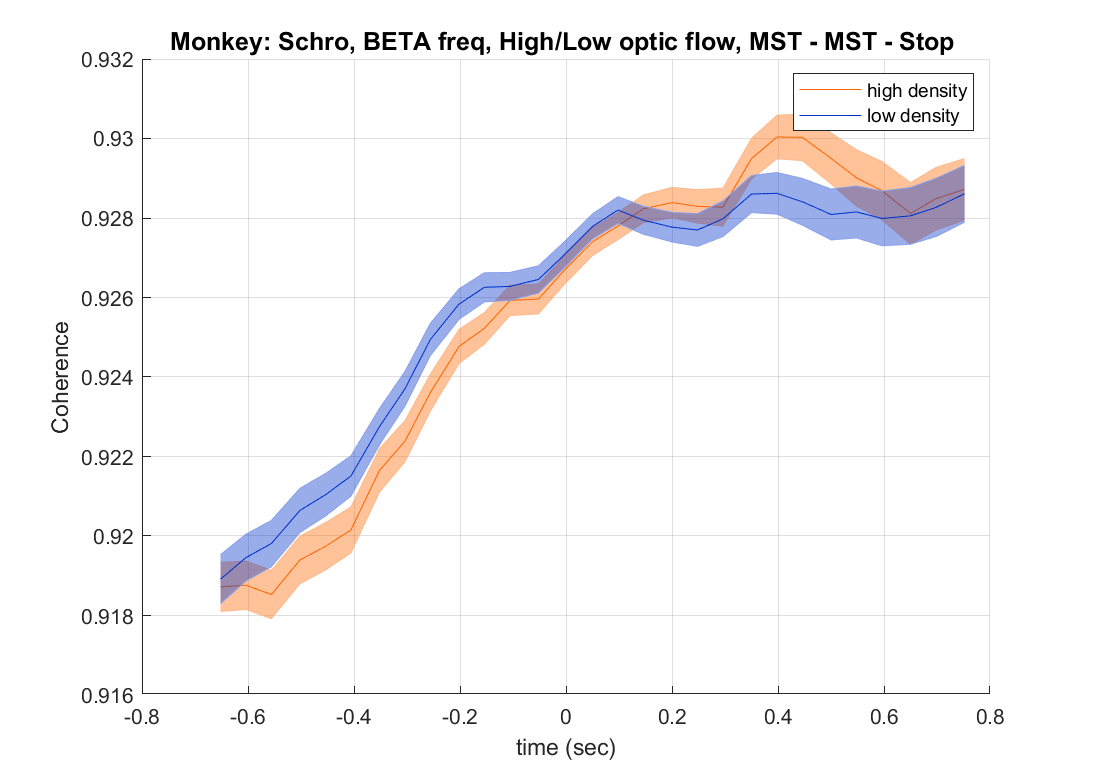 Monkey: Schro, BETA freq, High/Low optic flow, MST - MST - Stop
high density
low density
0.932
0.93
0.928
0.926
0.924
0.922
0.92
0.918
0.916
Coherence
-0.8 -0.6 -0.4 -0.2 0 0.2 0.4 0.6 0.8
time (sec)